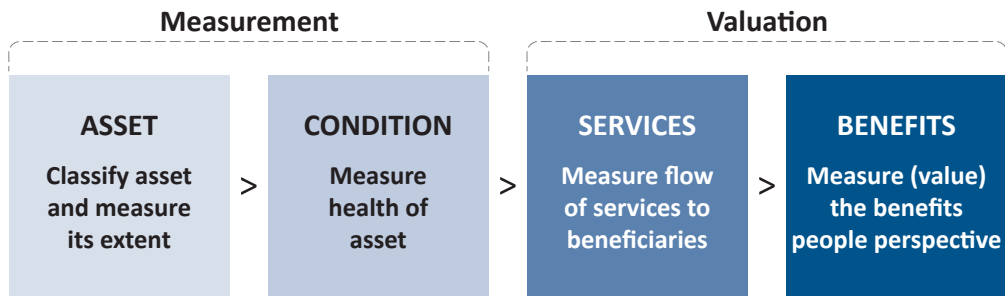 Measurement
Valuation
ASSET
Classify asset
and measure
its extent
>
CONDITION
Measure
health of
asset
>
SERVICES
Measure flow
of services to
beneficiaries
>
BENEFITS
Measure (value)
the benefits
people perspective